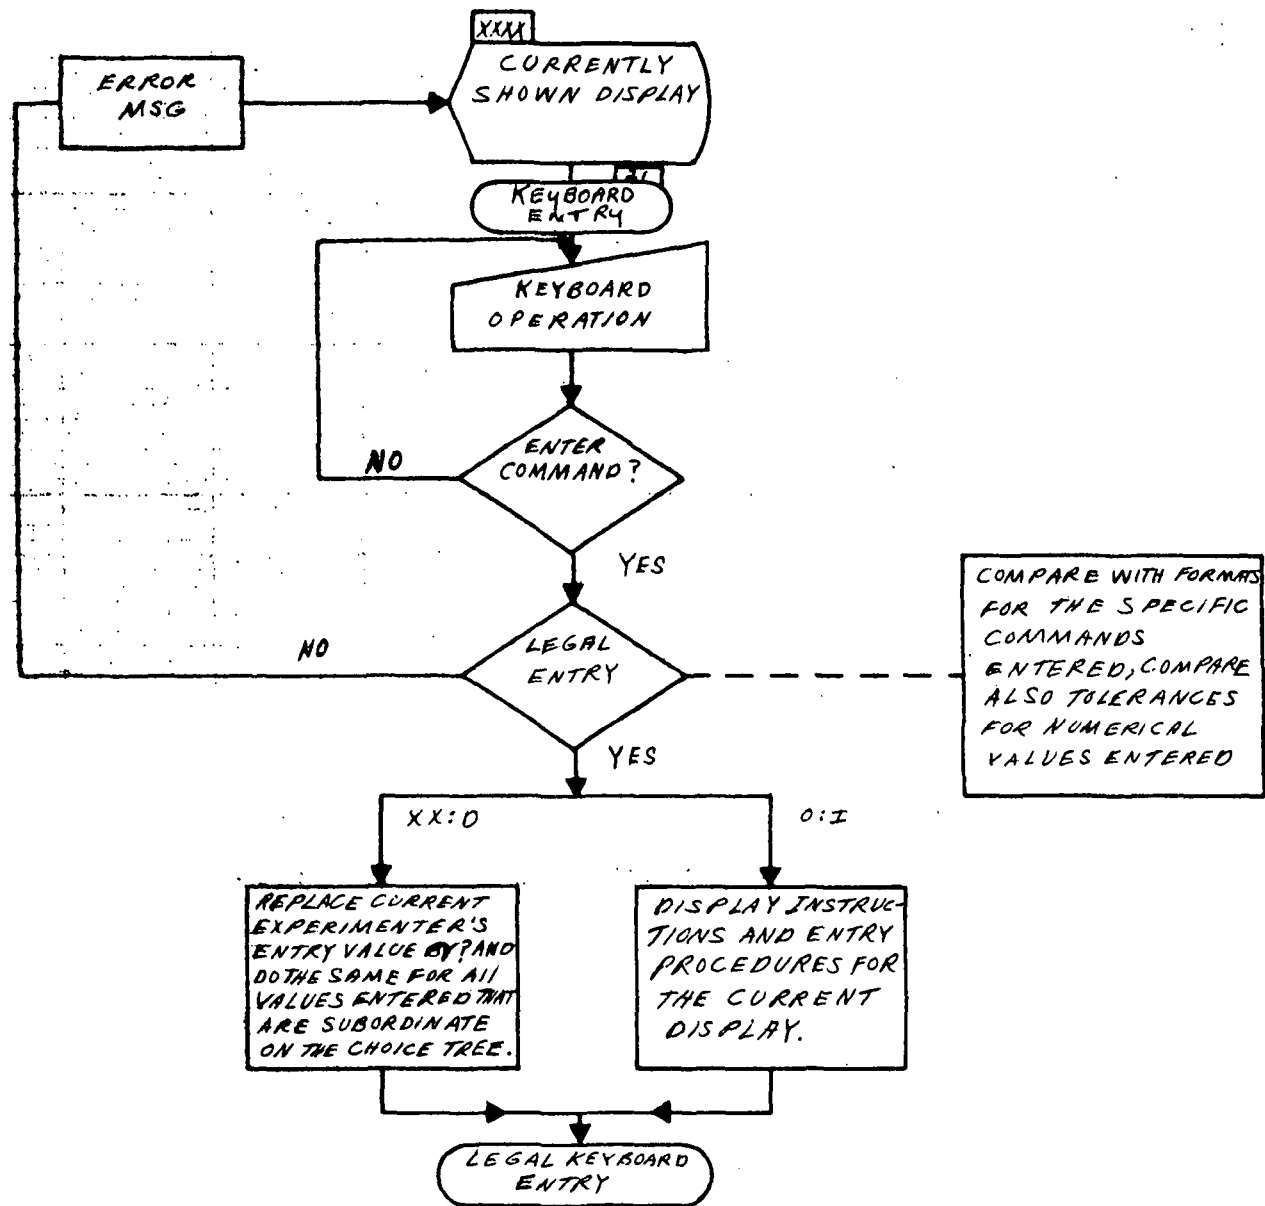 XXXX
CURRENTLY
SHOWN DISPLAY
ERROR
MSG
KEYBOARD
ENTRY
KEYBOARD
OPERATION
ENTER
COMMAND?
NO
YES
LEGAL
ENTRY
NO
COMPARE WITH FORMATS
FOR THE SPECIFIC
COMMANDS
ENTERED, COMPARE
ALSO TOLERANCES
FOR NUMERICAL
VALUES ENTERED
YES
XX:D
O:I
REPLACE CURRENT
EXPERIMENTER'S
ENTRY VALUE BY? AND
DO THE SAME FOR All
VALUES ENTERED THAT
ARE SUBORDINATE
ON THE CHOICE TREE.
DISPLAY INSTRUC-
TIONS AND ENTRY
PROCEDURES FOR
THE CURRENT
DISPLAY.
LEGAL KEYBOARD
ENTRY